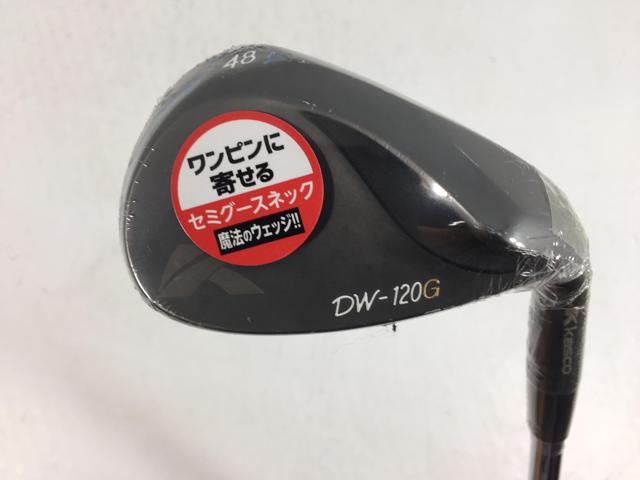 48
ワンピンに
寄せる
セミグースネック
魔法のウェッジ!!
DW-120G
Kasco